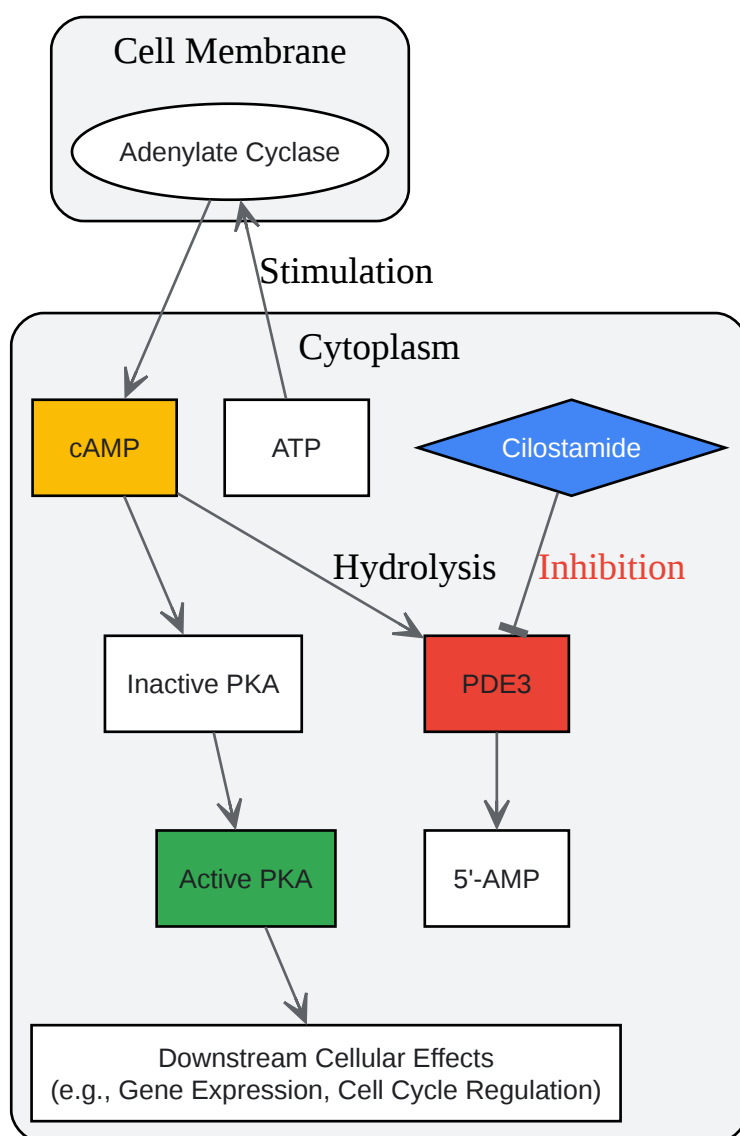 Cell Membrane
Adenylate Cyclase
Stimulation
Cytoplasm
cAMP
ATP
Cilostamide
Hydrolysis
Inhibition
Inactive PKA
PDE3
Active PKA
5'-AMP
Downstream Cellular Effects
(e.g., Gene Expression, Cell Cycle Regulation)